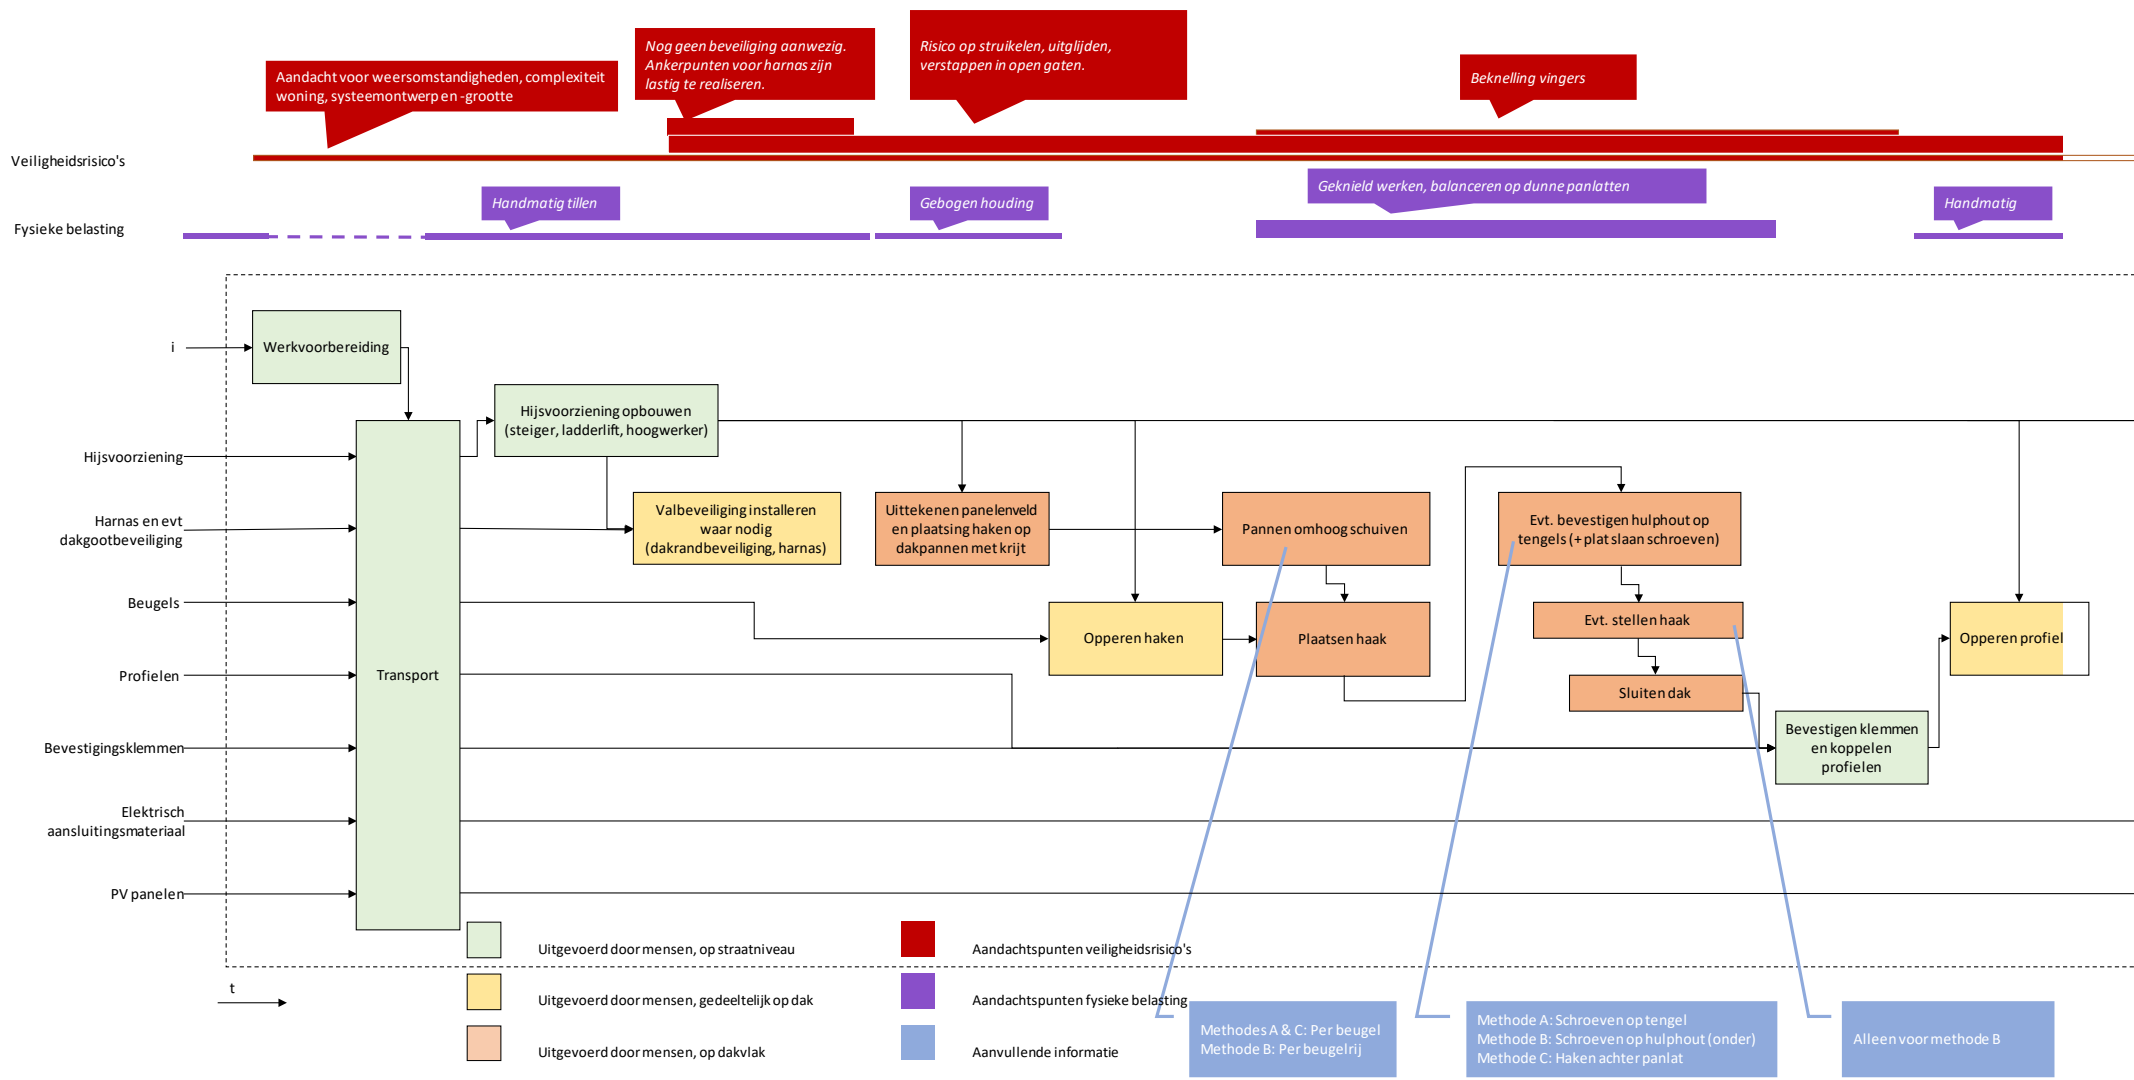 Nog geen beveiliging aanwezig.
Ankerpunten voor harnas zijn
lastig te realiseren.
Risico op struikelen, uitglijden,
verstappen in open gaten.
Aandacht voor weersomstandigheden, complexiteit
woning, systeemontwerp en -grootte
Beknelling vingers
Veiligheidsrisico's
Handmatig tillen
Gebogen houding
Geknield werken, balanceren op dunne panlatten
Handmatig
Fysieke belasting
i
Werkvoorbereiding
Hijsvoorziening opbouwen
(steiger, ladderlift, hoogwerker)
Hijsvoorziening
Harnas en evt
dakgootbeveiliging
Valbeveiliging installeren
waar nodig
(dakrandbeveiliging, harnas)
Uittekenen panelenveld
en plaatsing haken op
dakpannen met krijt
Pannen omhoog schuiven
Evt. bevestigen hulphout op
tengels (+ plat slaan schroeven)
Beugels
Opperen haken
Plaatsen haak
Evt. stellen haak
Opperen profiel
Profielen
Transport
Sluiten dak
Bevestigingsklemmen
Bevestigen klemmen
en koppelen
profielen
Elektrisch
aansluitingsmateriaal
PV panelen
Uitgevoerd door mensen, op straatniveau
Aandachtspunten veiligheidsrisico's
t
Uitgevoerd door mensen, gedeeltelijk op dak
Aandachtspunten fysieke belasting
Uitgevoerd door mensen, op dakvlak
Aanvullende informatie
Methodes A & C: Per beugel
Methode B: Per beugelrij
Methode A: Schroeven op tengel
Methode B: Schroeven op hulphout (onder)
Methode C: Haken achter panlat
Alleen voor methode B